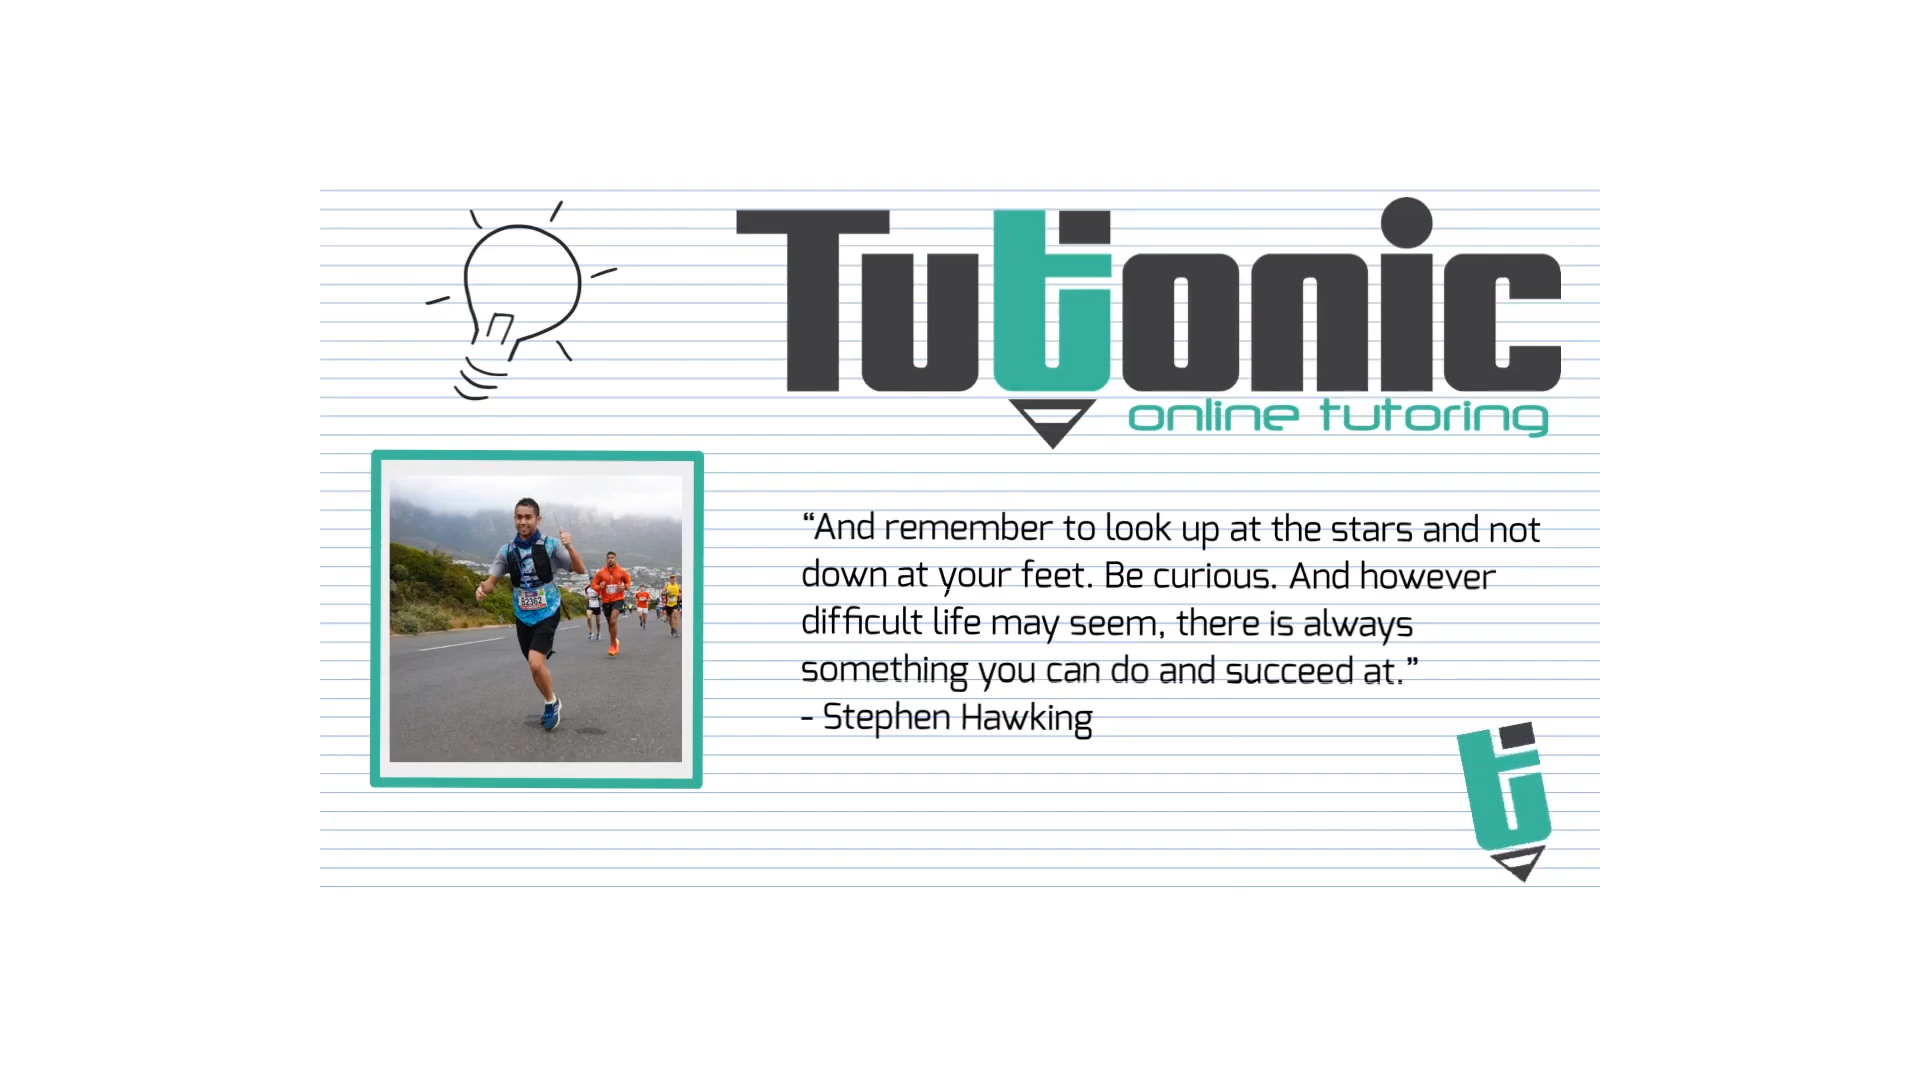 Tutonic
online tutoring
“And remember to look up at the stars and not
down at your feet. Be curious. And however
difficult life may seem, there is always
something you can do and succeed at.”
- Stephen Hawking
82362
t